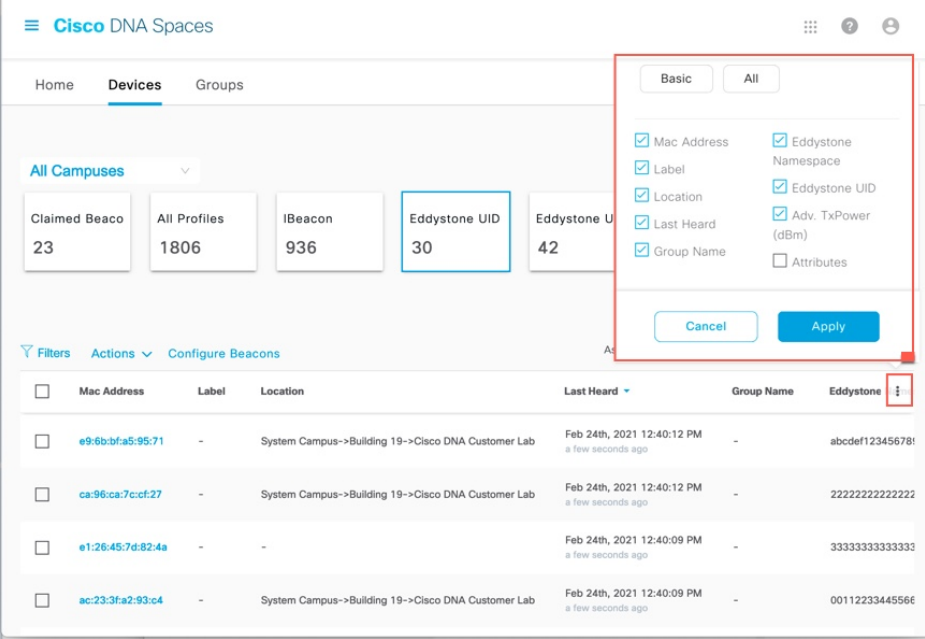 Cisco DNA Spaces
Home Devices Groups
Basic All
Mac Address
Label
Location
Last Heard
Group Name
Eddystone
Namespace
Eddystone UID
Adv. TxPower
(dBm)
Attributes
Cancel Apply
All Campuses
Claimed Beaco
23
All Profiles
1806
IBeacon
936
Eddystone UID
30
Eddystone U
42
Filters Actions Configure Beacons
As
Mac Address Label Location Last Heard Group Name Eddystone
e9:6b:bf:a5:95:71 - System Campus->Building 19->Cisco DNA Customer Lab Feb 24th, 2021 12:40:12 PM - abcdef123456789
a few seconds ago
ca:96:ca:7c:cf:27 - System Campus->Building 19->Cisco DNA Customer Lab Feb 24th, 2021 12:40:12 PM - 22222222222222
a few seconds ago
e1:26:45:7d:82:4a - - Feb 24th, 2021 12:40:09 PM - 33333333333333
a few seconds ago
ac:23:3f:a2:93:c4 - System Campus->Building 19->Cisco DNA Customer Lab Feb 24th, 2021 12:40:09 PM - 00112233445566
a few seconds ago